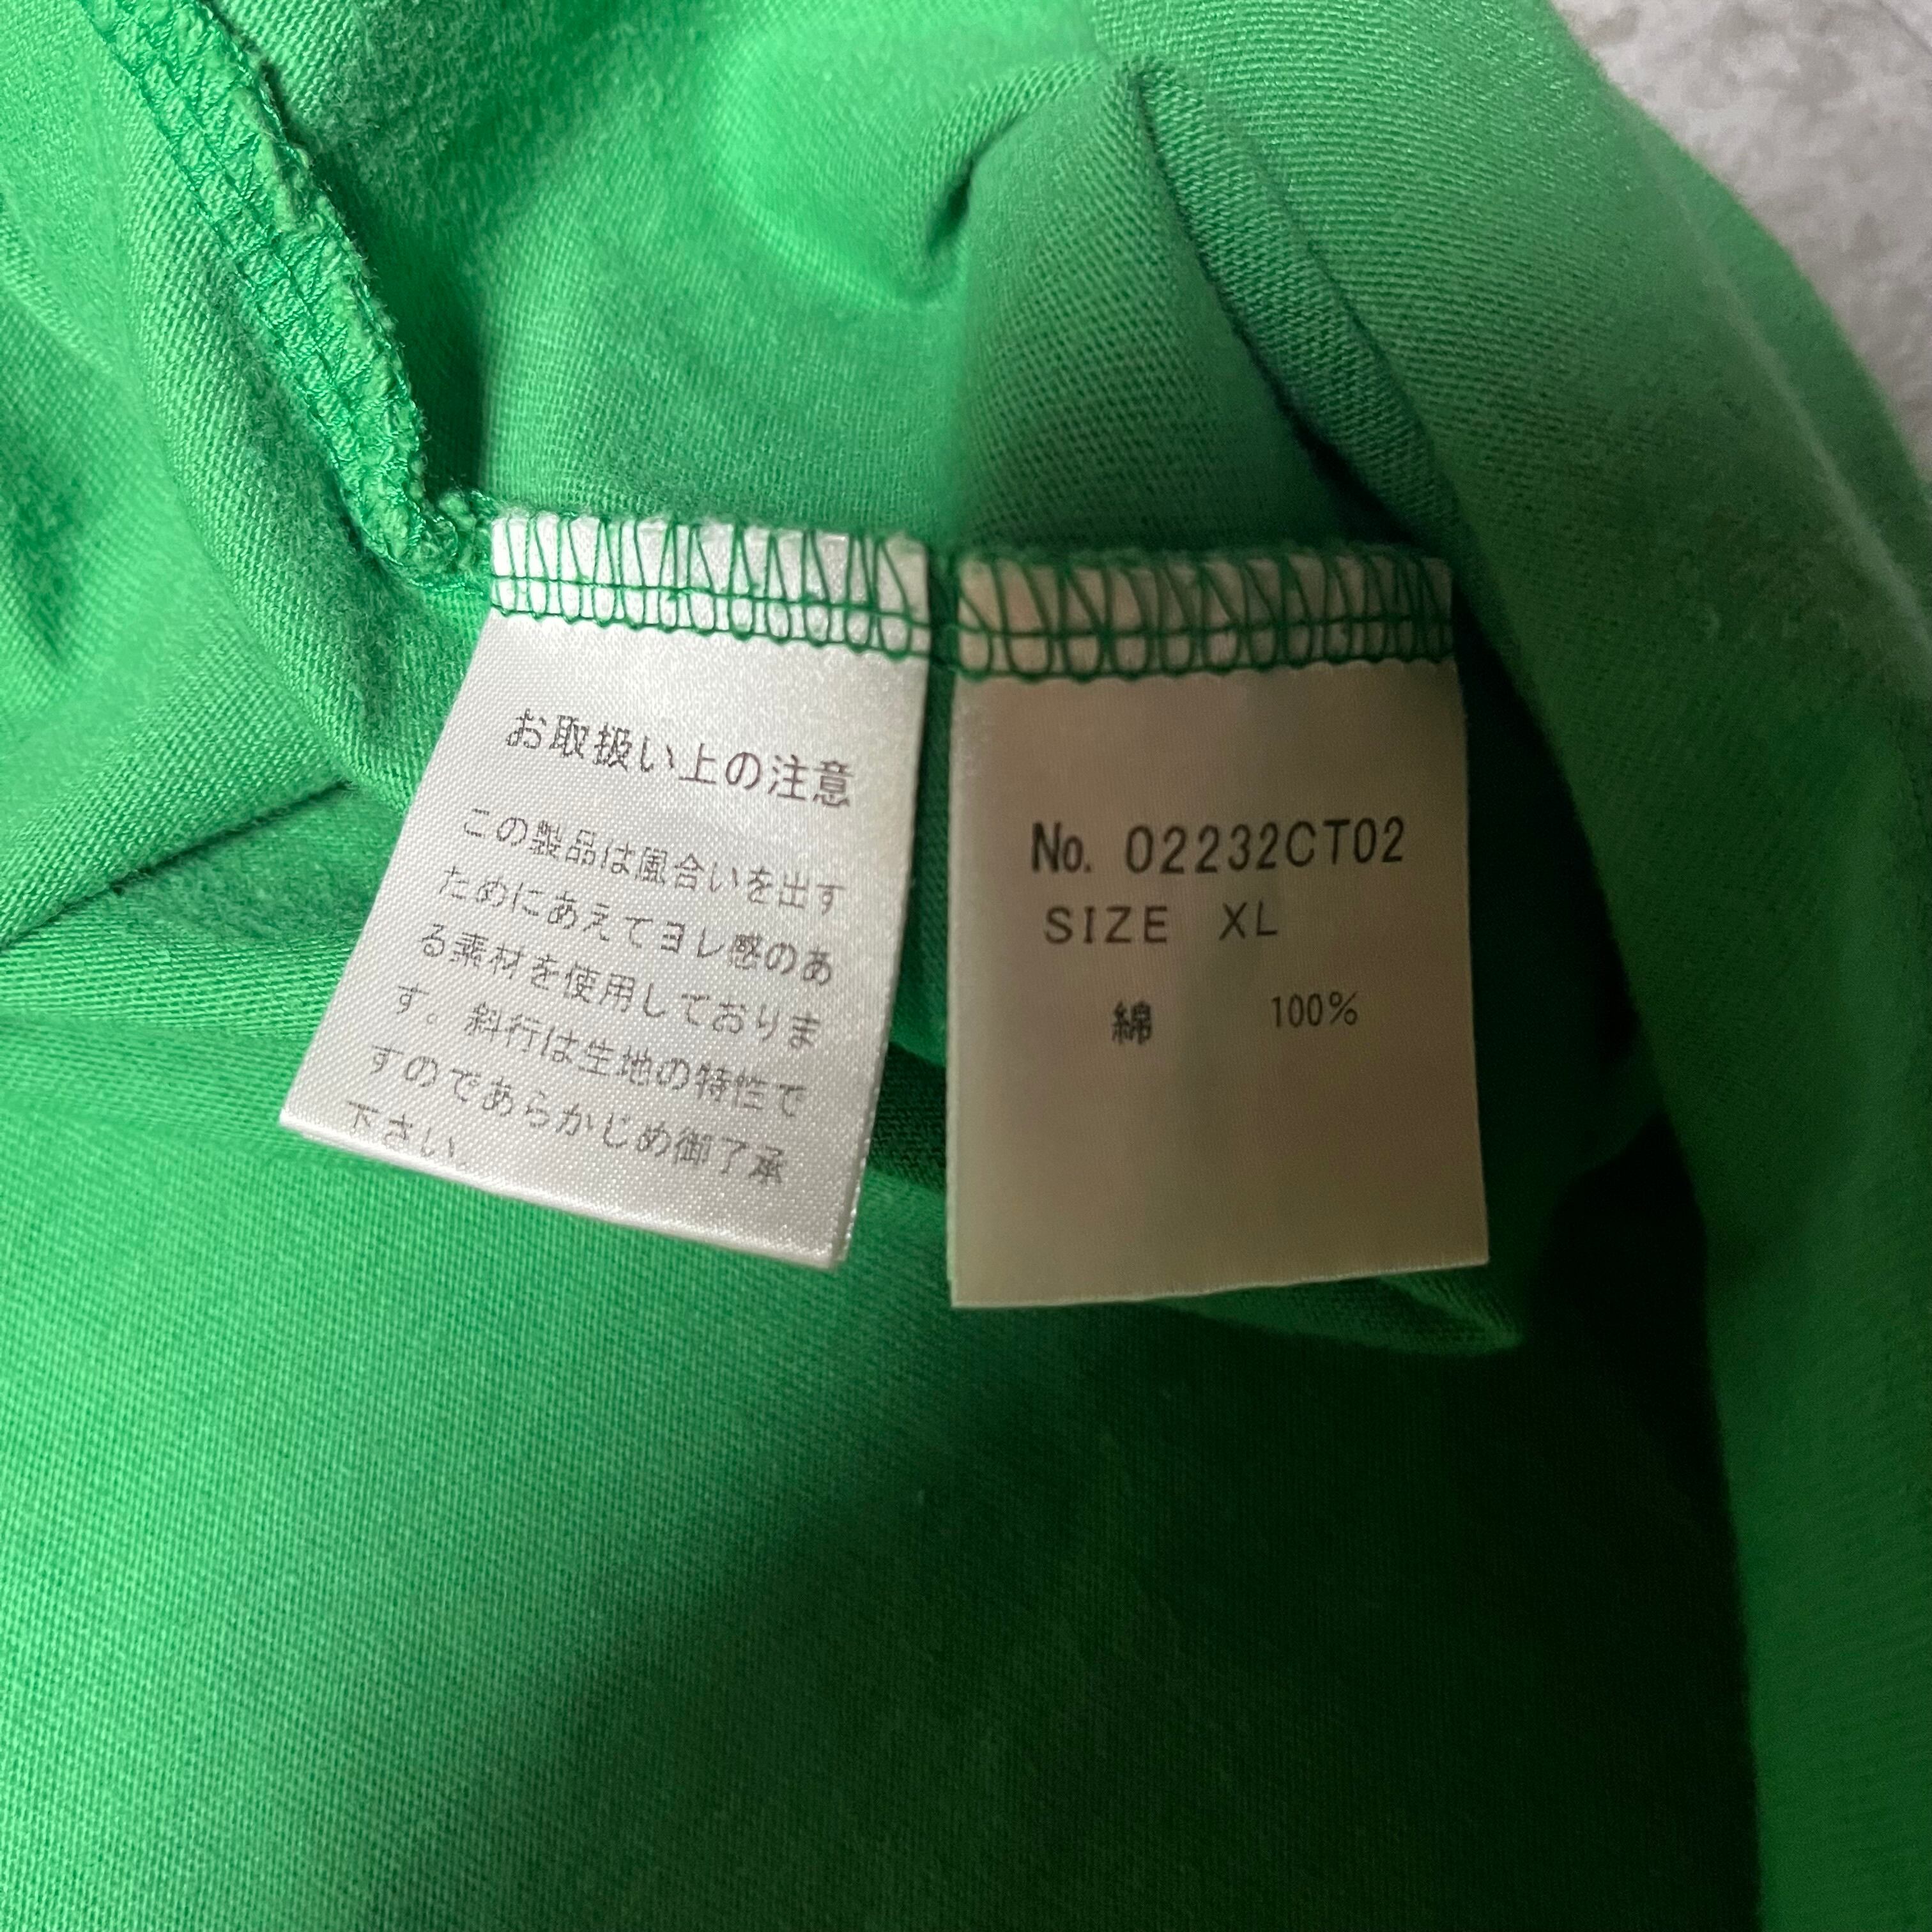 お取扱い上の注意
この製品は風合いを出す
ためにあえてヨレ感のあ
る素材を使用しておりま
す。斜行は生地の特性で
すのであらかじめ御了承
下さい。
No. 02232CT02
SIZE XL
綿 100%